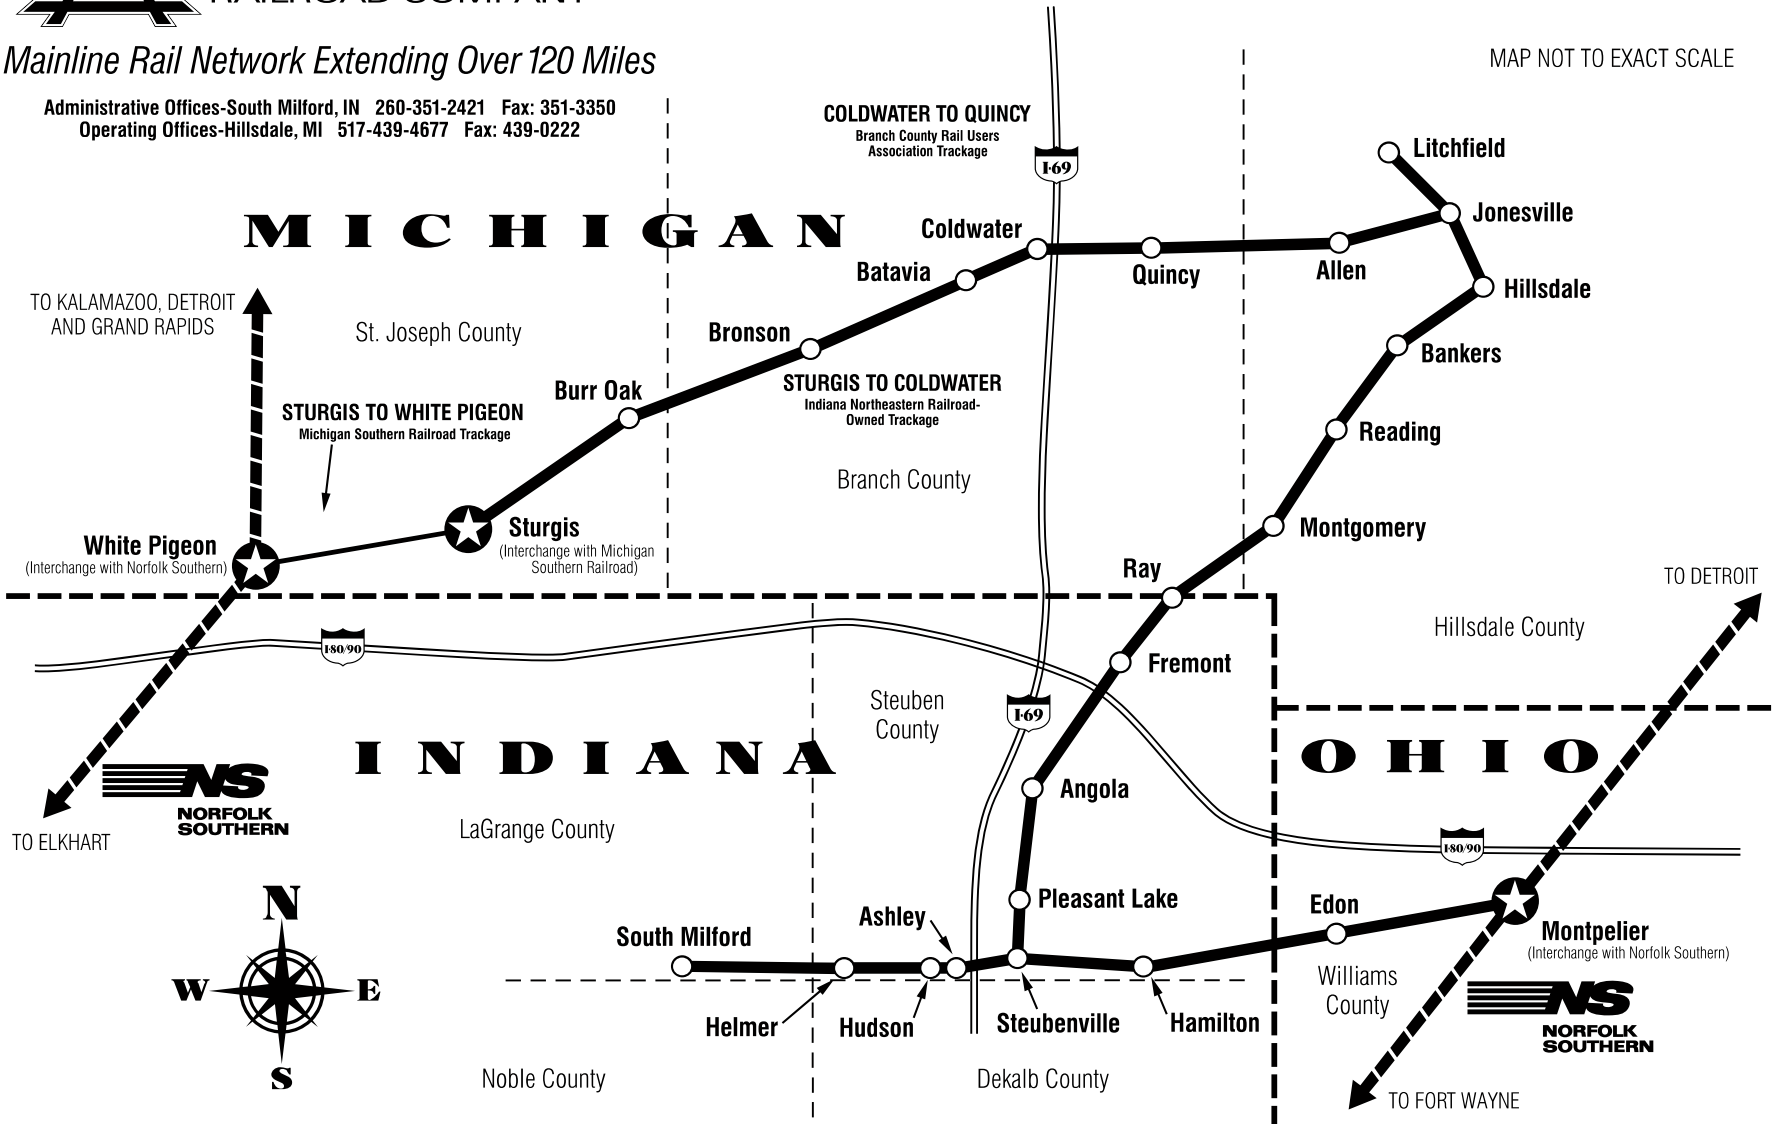 RAILROAD COMPANY
Mainline Rail Network Extending Over 120 Miles
MAP NOT TO EXACT SCALE
Administrative Offices-South Milford, IN 260-351-2421 Fax: 351-3350
Operating Offices-Hillsdale, MI 517-439-4677 Fax: 439-0222
COLDWATER TO QUINCY
Branch County Rail Users
Association Trackage
I-69
Litchfield
Jonesville
MICHIGAN
Coldwater
Batavia
Quincy
Allen
Hillsdale
TO KALAMAZOO, DETROIT
AND GRAND RAPIDS
St. Joseph County
Bronson
Bankers
Burr Oak
STURGIS TO COLDWATER
Indiana Northeastern Railroad-
Owned Trackage
STURGIS TO WHITE PIGEON
Michigan Southern Railroad Trackage
Reading
Branch County
White Pigeon
(Interchange with Norfolk Southern)
Sturgis
(Interchange with Michigan
Southern Railroad)
Montgomery
Ray
TO DETROIT
Hillsdale County
I-80/90
Fremont
Steuben
County
I-69
INDIANA
OHIO
NS
NORFOLK
SOUTHERN
Angola
TO ELKHART
LaGrange County
I-80/90
N
W
E
S
Pleasant Lake
Ashley
Edon
South Milford
Montpelier
(Interchange with Norfolk Southern)
Williams
County
NS
NORFOLK
SOUTHERN
Helmer
Hudson
Steubenville
Hamilton
Noble County
Dekalb County
TO FORT WAYNE